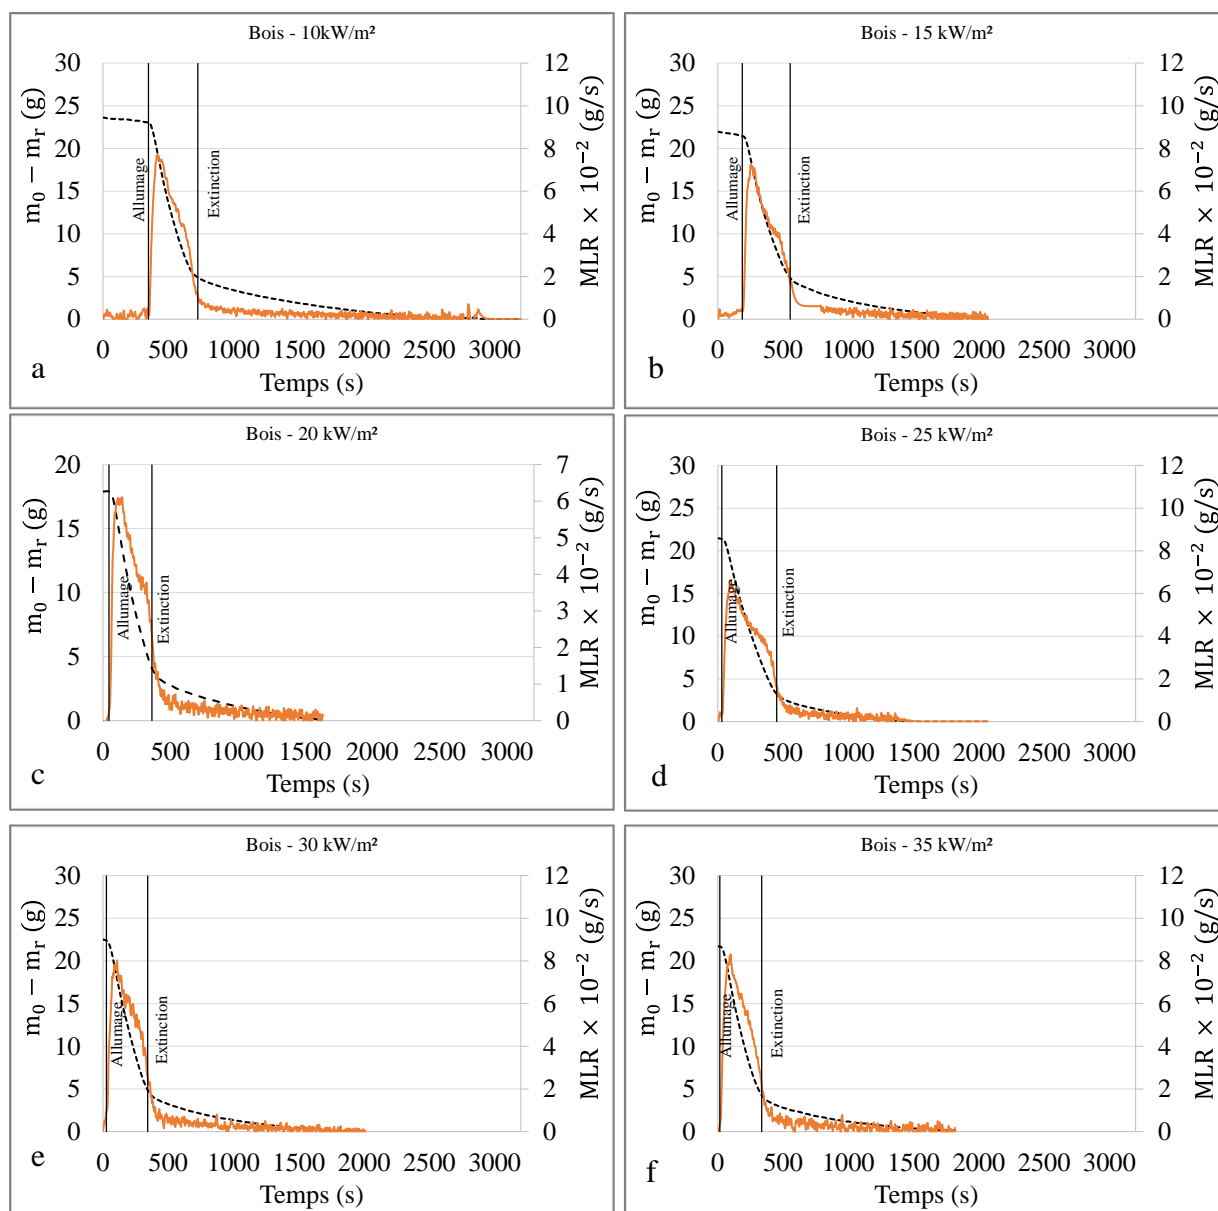 Bois - 10kW/m²
30
25
20
15
10
5
0
m₀ − mᵣ (g)
12
10
8
6
4
2
0
MLR × 10⁻² (g/s)
Allumage
Extinction
0 500 1000 1500 2000 2500 3000
Temps (s)
a
Bois - 15 kW/m²
30
25
20
15
10
5
0
m₀ − mᵣ (g)
12
10
8
6
4
2
0
MLR × 10⁻² (g/s)
Allumage
Extinction
0 500 1000 1500 2000 2500 3000
Temps (s)
b
Bois - 20 kW/m²
20
15
10
5
0
m₀ − mᵣ (g)
7
6
5
4
3
2
1
0
MLR × 10⁻² (g/s)
Allumage
Extinction
0 500 1000 1500 2000 2500 3000
Temps (s)
c
Bois - 25 kW/m²
30
25
20
15
10
5
0
m₀ − mᵣ (g)
12
10
8
6
4
2
0
MLR × 10⁻² (g/s)
Allumage
Extinction
0 500 1000 1500 2000 2500 3000
Temps (s)
d
Bois - 30 kW/m²
30
25
20
15
10
5
0
m₀ − mᵣ (g)
12
10
8
6
4
2
0
MLR × 10⁻² (g/s)
Allumage
Extinction
0 500 1000 1500 2000 2500 3000
Temps (s)
e
Bois - 35 kW/m²
30
25
20
15
10
5
0
m₀ − mᵣ (g)
12
10
8
6
4
2
0
MLR × 10⁻² (g/s)
Allumage
Extinction
0 500 1000 1500 2000 2500 3000
Temps (s)
f